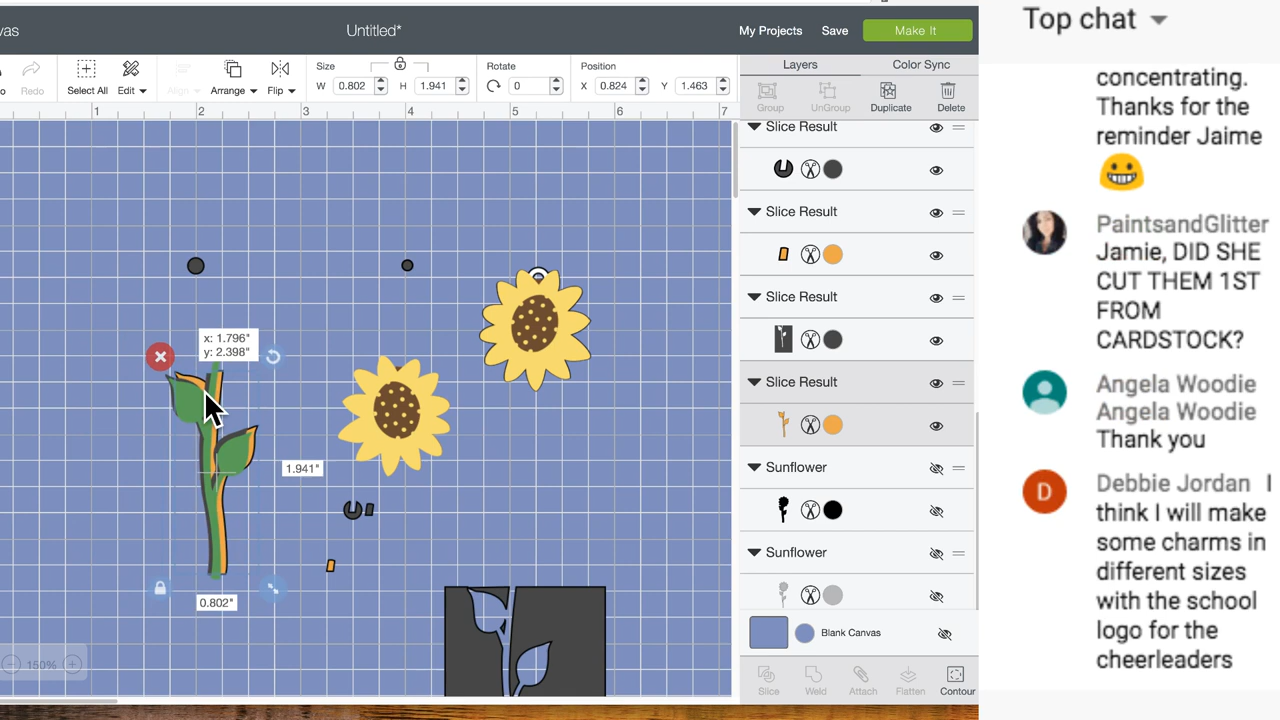 vas
Untitled*
My Projects
Save
Make It
Redo
Select All
Edit
Align
Arrange
Flip
Size
W 0.802
H 1.941
Rotate
0
Position
X 0.824
Y 1.463
Layers
Color Sync
Group
UnGroup
Duplicate
Delete
1 2 3 4 5 6 7
x: 1.796"
y: 2.398"
1.941"
0.802"
150%
Slice Result
Slice Result
Slice Result
Slice Result
Sunflower
Sunflower
Blank Canvas
Slice
Weld
Attach
Flatten
Contour
Top chat
concentrating.
Thanks for the
reminder Jaime
PaintsandGlitter
Jamie, DID SHE
CUT THEM 1ST
FROM
CARDSTOCK?
Angela Woodie
Angela Woodie
Thank you
D
Debbie Jordan I
think I will make
some charms in
different sizes
with the school
logo for the
cheerleaders